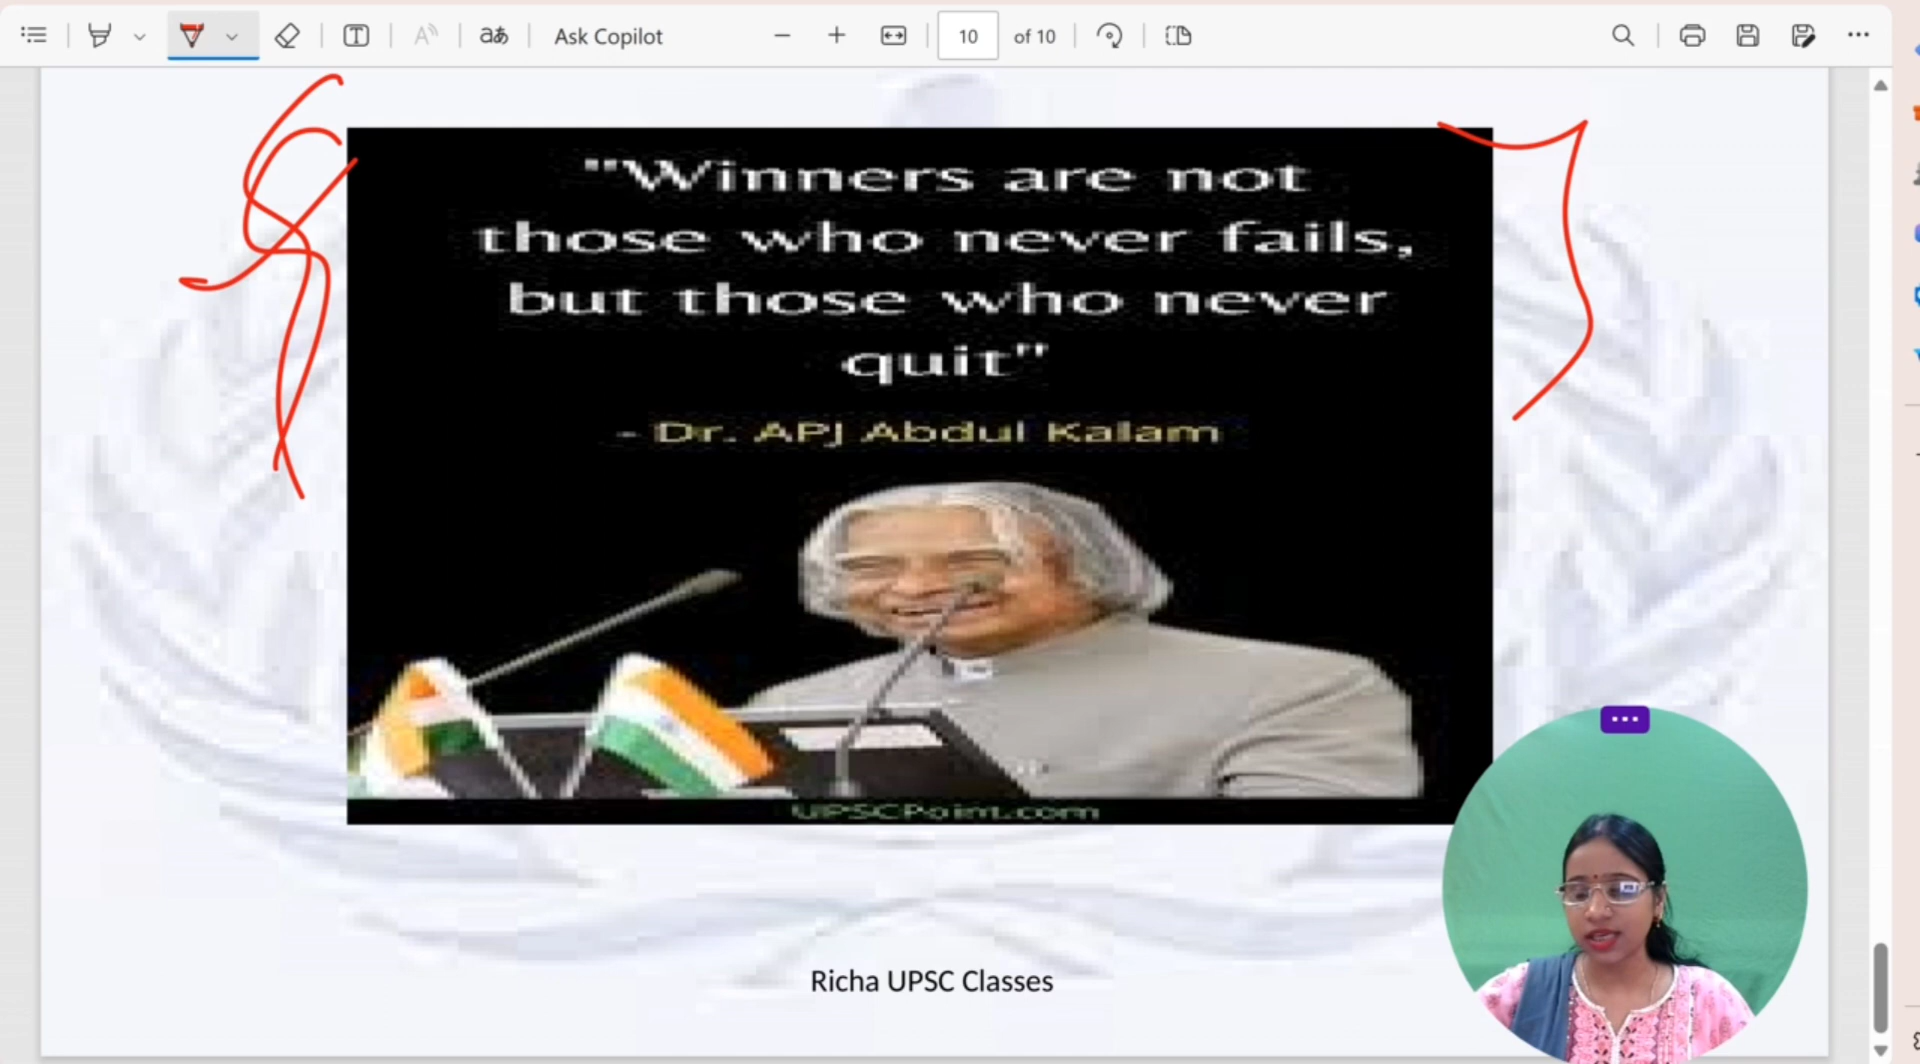 Ask Copilot
10 of 10
"Winners are not
those who never fails,
but those who never
quit"
- Dr. APJ Abdul Kalam
UPSCPoint.com
Richa UPSC Classes